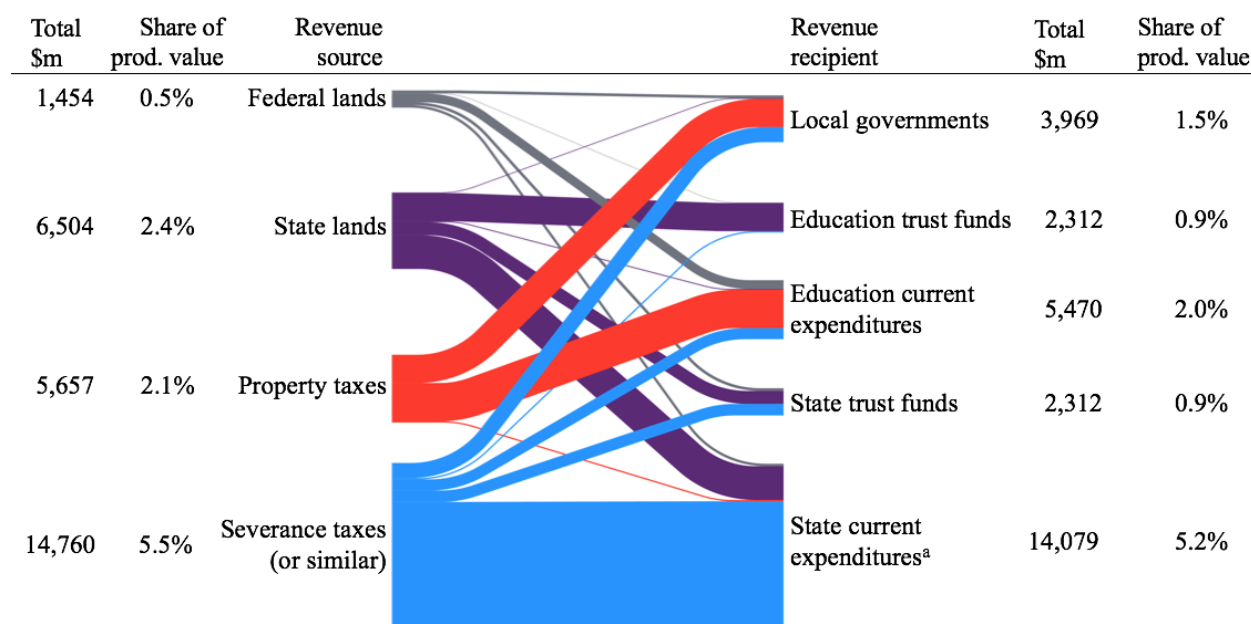 Total Share of Revenue Revenue Total Share of
$m prod. value source recipient $m prod. value
1,454 0.5% Federal lands
Local governments 3,969 1.5%
6,504 2.4% State lands Education trust funds 2,312 0.9%
Education current
expenditures 5,470 2.0%
5,657 2.1% Property taxes
State trust funds 2,312 0.9%
14,760 5.5% Severance taxes
(or similar)
State current
expendituresᵃ 14,079 5.2%